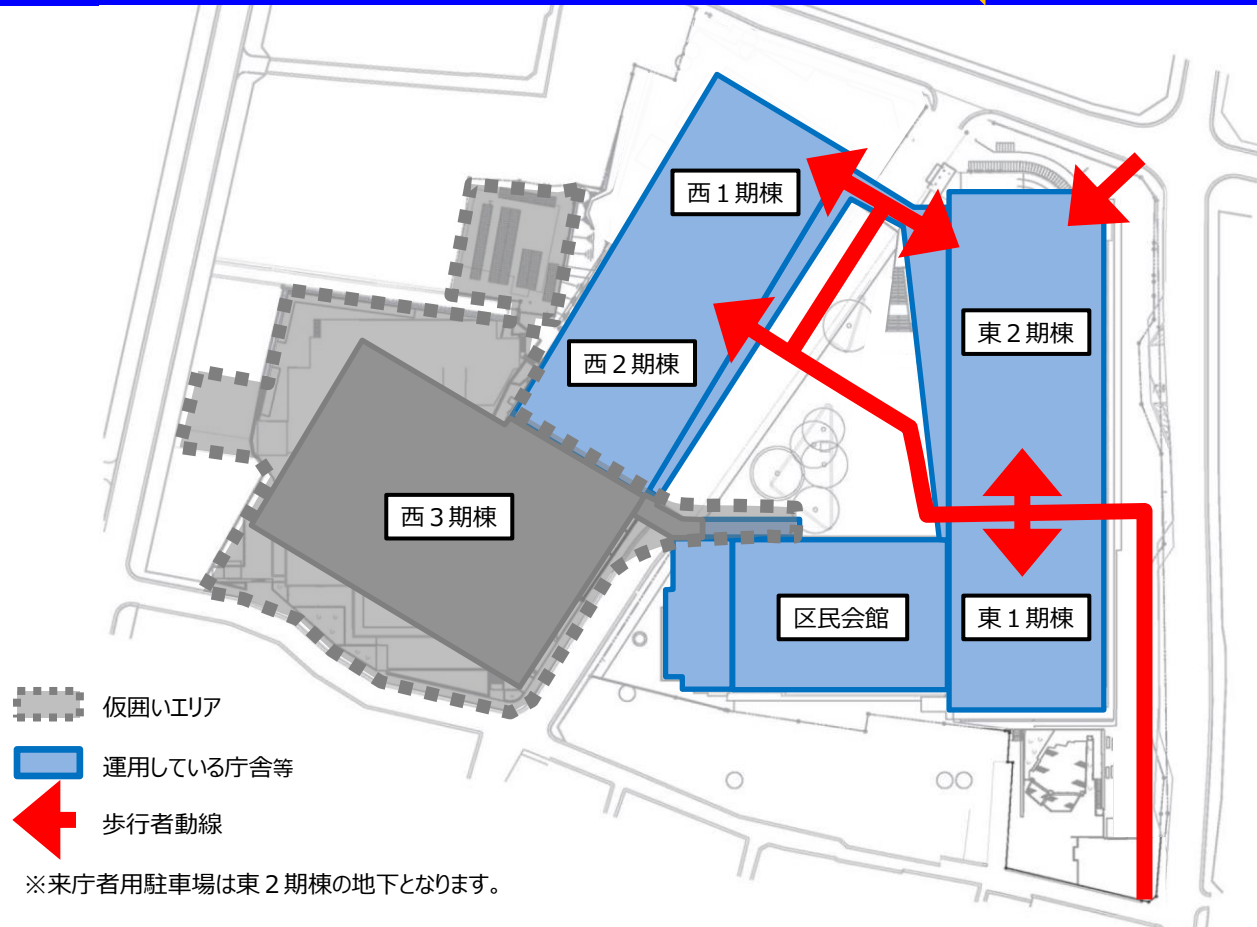 西１期棟
東２期棟
西２期棟
西３期棟
区民会館
東１期棟
仮囲いエリア
運用している庁舎等
歩行者動線
※来庁者用駐車場は東２期棟の地下となります。